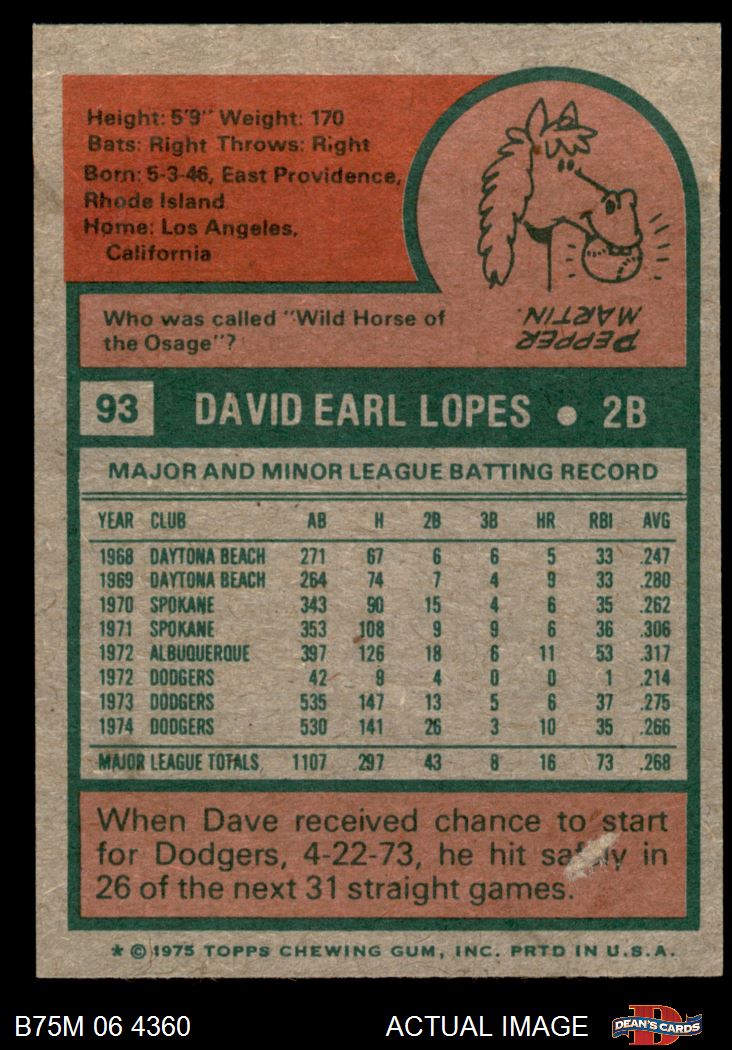 Height: 5'9" Weight: 170
Bats: Right Throws: Right
Born: 5-3-46, East Providence,
Rhode Island
Home: Los Angeles,
California
Who was called "Wild Horse of
the Osage"?
PEPPER
MARTIN.
93 DAVID EARL LOPES • 2B
MAJOR AND MINOR LEAGUE BATTING RECORD
YEAR CLUB AB H 2B 3B HR RBI AVG
1968 DAYTONA BEACH 271 67 6 6 5 33 .247
1969 DAYTONA BEACH 264 74 7 4 9 33 .280
1970 SPOKANE 343 90 15 4 6 35 .262
1971 SPOKANE 353 108 9 9 6 36 .306
1972 ALBUQUERQUE 397 126 18 6 11 53 .317
1972 DODGERS 42 9 4 0 0 1 .214
1973 DODGERS 535 147 13 5 6 37 .275
1974 DODGERS 530 141 26 3 10 35 .266
MAJOR LEAGUE TOTALS 1107 297 43 8 16 73 .268
When Dave received chance to start
for Dodgers, 4-22-73, he hit safely in
26 of the next 31 straight games.
* © 1975 TOPPS CHEWING GUM, INC. PRTD IN U.S.A.
B75M 06 4360 ACTUAL IMAGE D DEAN'S CARDS